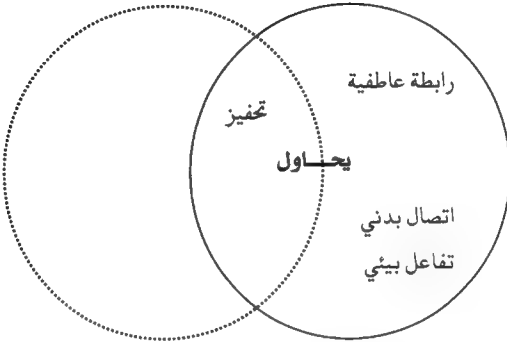 رابطة عاطفية
تحفيز
يحـــاول
اتصال بدني
تفاعل بيئي